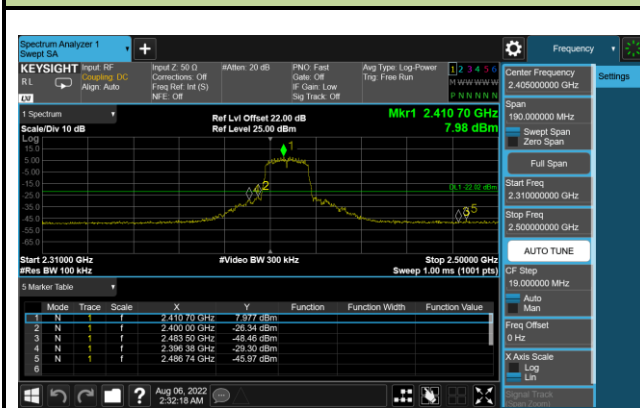 Spectrum Analyzer 1
Swept SA
+
Frequency
KEYSIGHT
RL
LXI
Input: RF
Coupling: DC
Align: Auto
Input Z: 50 Ω
Corrections: Off
Freq Ref: Int (S)
NFE: Off
#Atten: 20 dB
PNO: Fast
Gate: Off
IF Gain: Low
Sig Track: Off
Avg Type: Log-Power
Trig: Free Run
1 2 3 4 5 6
M W W W W W
P N N N N N
1 Spectrum
Scale/Div 10 dB
Ref Lvl Offset 22.00 dB
Ref Level 25.00 dBm
Mkr1 2.410 70 GHz
7.98 dBm
Log
15.0
5.00
-5.00
-15.0
-25.0
-35.0
-45.0
-55.0
-65.0
1
2
3
5
DL1 -22.02 dBm
Start 2.31000 GHz
#Res BW 100 kHz
#Video BW 300 kHz
Stop 2.50000 GHz
Sweep 1.00 ms (1001 pts)
5 Marker Table
Mode Trace Scale X Y Function Function Width Function Value
1 N 1 f 2.410 70 GHz 7.977 dBm
2 N 1 f 2.400 00 GHz -26.34 dBm
3 N 1 f 2.483 50 GHz -48.46 dBm
4 N 1 f 2.396 38 GHz -29.30 dBm
5 N 1 f 2.486 74 GHz -45.97 dBm
6
Aug 06, 2022
2:32:18 AM
Center Frequency
2.405000000 GHz
Settings
Span
190.000000 MHz
Swept Span
Zero Span
Full Span
Start Freq
2.310000000 GHz
Stop Freq
2.500000000 GHz
AUTO TUNE
CF Step
19.000000 MHz
Auto
Man
Freq Offset
0 Hz
X Axis Scale
Log
Lin
Signal Track
(Span Zoom)